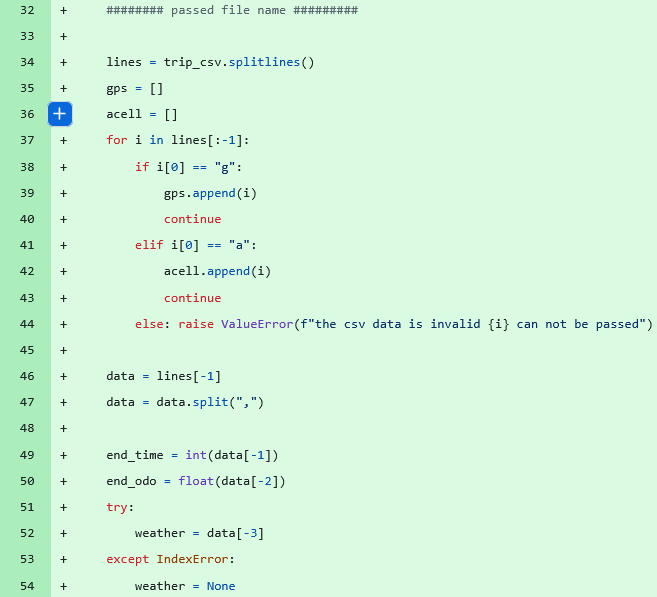 32 + ######## passed file name #########
33 +
34 + lines = trip_csv.splitlines()
35 + gps = []
36 + acell = []
37 + for i in lines[:-1]:
38 + if i[0] == "g":
39 + gps.append(i)
40 + continue
41 + elif i[0] == "a":
42 + acell.append(i)
43 + continue
44 + else: raise ValueError(f"the csv data is invalid {i} can not be passed")
45 +
46 + data = lines[-1]
47 + data = data.split(",")
48 +
49 + end_time = int(data[-1])
50 + end_odo = float(data[-2])
51 + try:
52 + weather = data[-3]
53 + except IndexError:
54 + weather = None